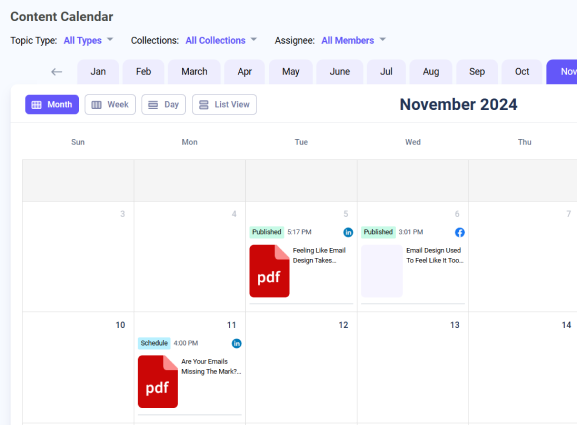 Content Calendar
Topic Type: All Types Collections: All Collections Assignee: All Members
Jan Feb March Apr May June Jul Aug Sep Oct Nov
Month Week Day List View November 2024
Sun Mon Tue Wed Thu
3 4 5 6 7
Published 5:17 PM in Published 3:01 PM f
pdf
Feeling Like Email
Design Takes...
Email Design Used
To Feel Like It Too...
10 11 12 13 14
Schedule 4:00 PM in
pdf
Are Your Emails
Missing The Mark?...